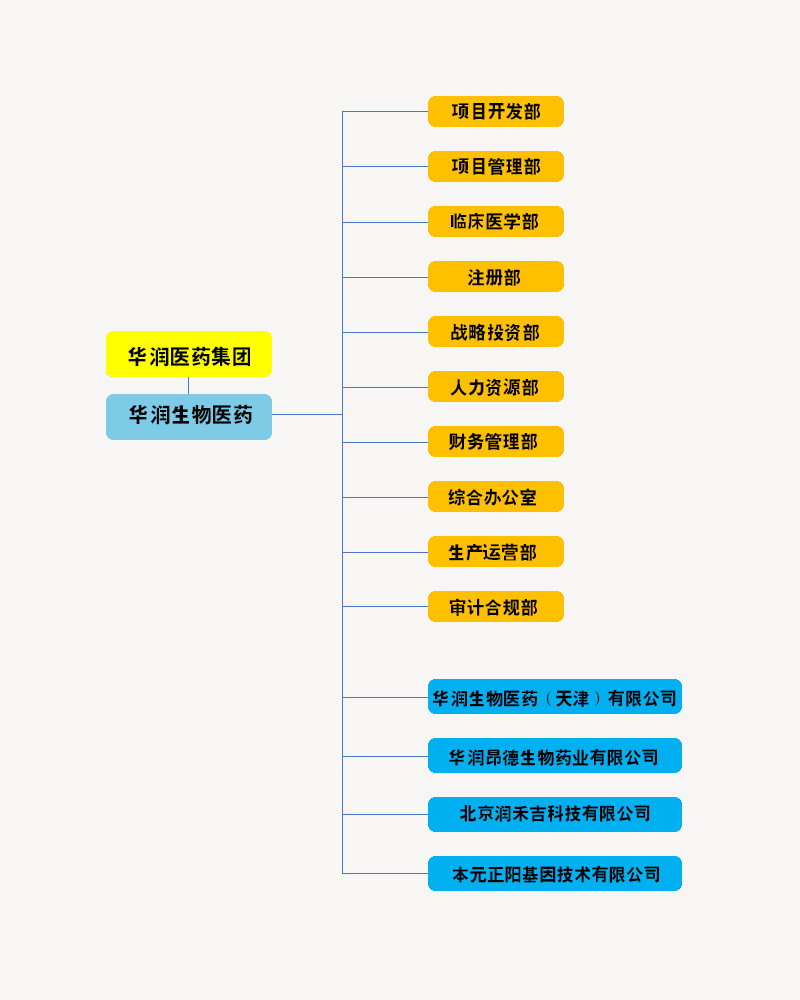 华润医药集团
华润生物医药
项目开发部
项目管理部
临床医学部
注册部
战略投资部
人力资源部
财务管理部
综合办公室
生产运营部
审计合规部
华润生物医药（天津）有限公司
华润昂德生物药业有限公司
北京润禾吉科技有限公司
本元正阳基因技术有限公司